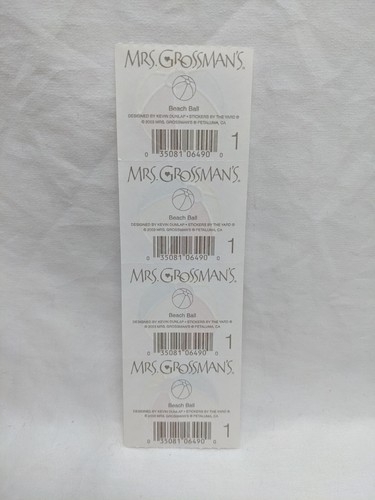 MRS. GROSSMAN'S®
Beach Ball
DESIGNED BY KEVIN DUNLAP • STICKERS BY THE YARD ®
© 2003 MRS. GROSSMAN'S ® PETALUMA, CA
0 35081 06490 0
1
MRS. GROSSMAN'S®
Beach Ball
DESIGNED BY KEVIN DUNLAP • STICKERS BY THE YARD ®
© 2003 MRS. GROSSMAN'S ® PETALUMA, CA
0 35081 06490 0
1
MRS. GROSSMAN'S®
Beach Ball
DESIGNED BY KEVIN DUNLAP • STICKERS BY THE YARD ®
© 2003 MRS. GROSSMAN'S ® PETALUMA, CA
0 35081 06490 0
1
MRS. GROSSMAN'S®
Beach Ball
DESIGNED BY KEVIN DUNLAP • STICKERS BY THE YARD ®
© 2003 MRS. GROSSMAN'S ® PETALUMA, CA
0 35081 06490 0
1